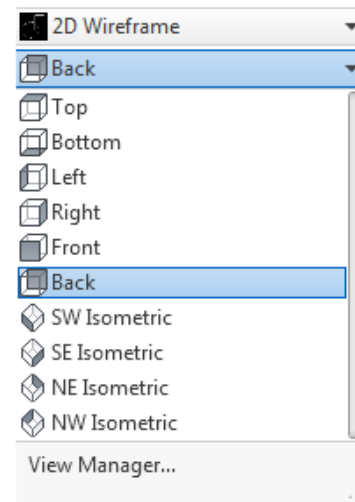 2D Wireframe
Back
Top
Bottom
Left
Right
Front
Back
SW Isometric
SE Isometric
NE Isometric
NW Isometric
View Manager...